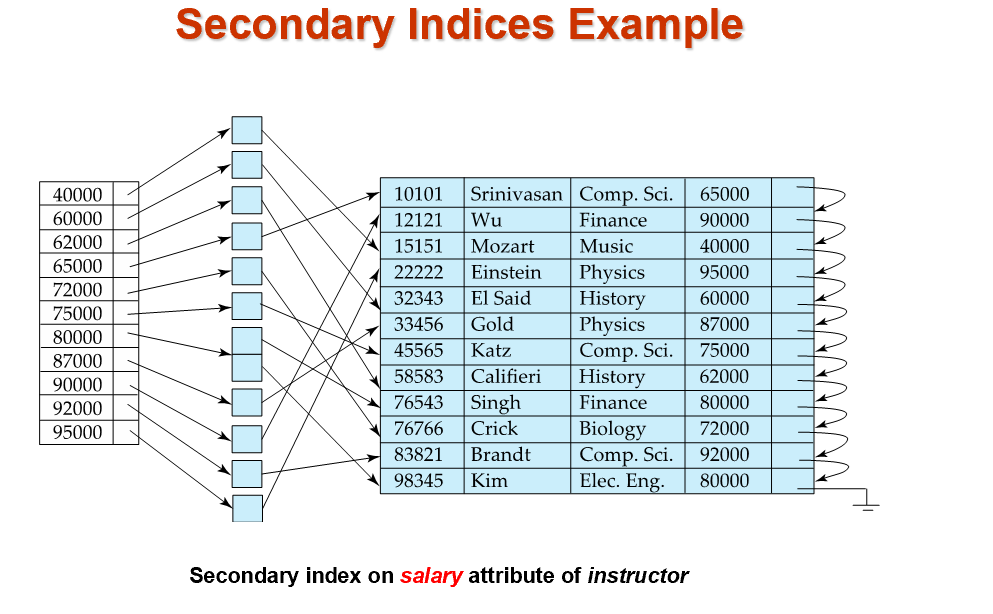 Secondary Indices Example
40000
60000
62000
65000
72000
75000
80000
87000
90000
92000
95000
10101 Srinivasan Comp. Sci. 65000
12121 Wu Finance 90000
15151 Mozart Music 40000
22222 Einstein Physics 95000
32343 El Said History 60000
33456 Gold Physics 87000
45565 Katz Comp. Sci. 75000
58583 Califieri History 62000
76543 Singh Finance 80000
76766 Crick Biology 72000
83821 Brandt Comp. Sci. 92000
98345 Kim Elec. Eng. 80000
Secondary index on salary attribute of instructor